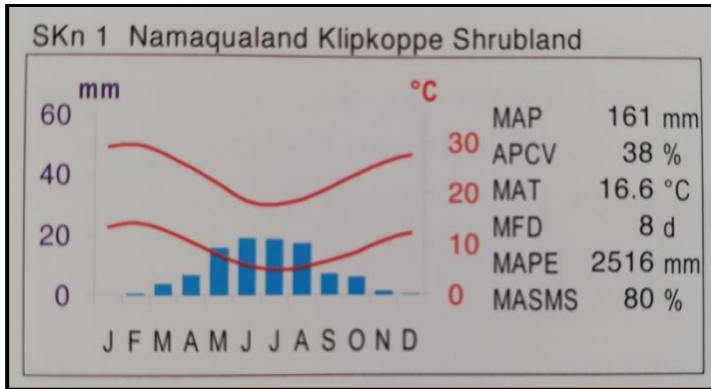 SKn 1 Namaqualand Klipkoppe Shrubland
mm
°C
60
40
20
0
30
20
10
0
J F M A M J J A S O N D
MAP 161 mm
APCV 38 %
MAT 16.6 °C
MFD 8 d
MAPE 2516 mm
MASMS 80 %